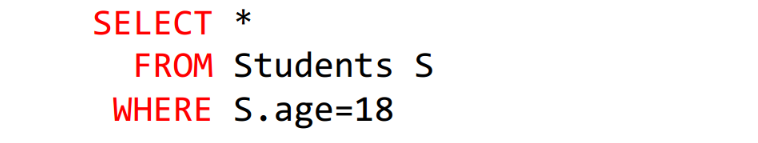 SELECT *
FROM Students S
WHERE S.age=18